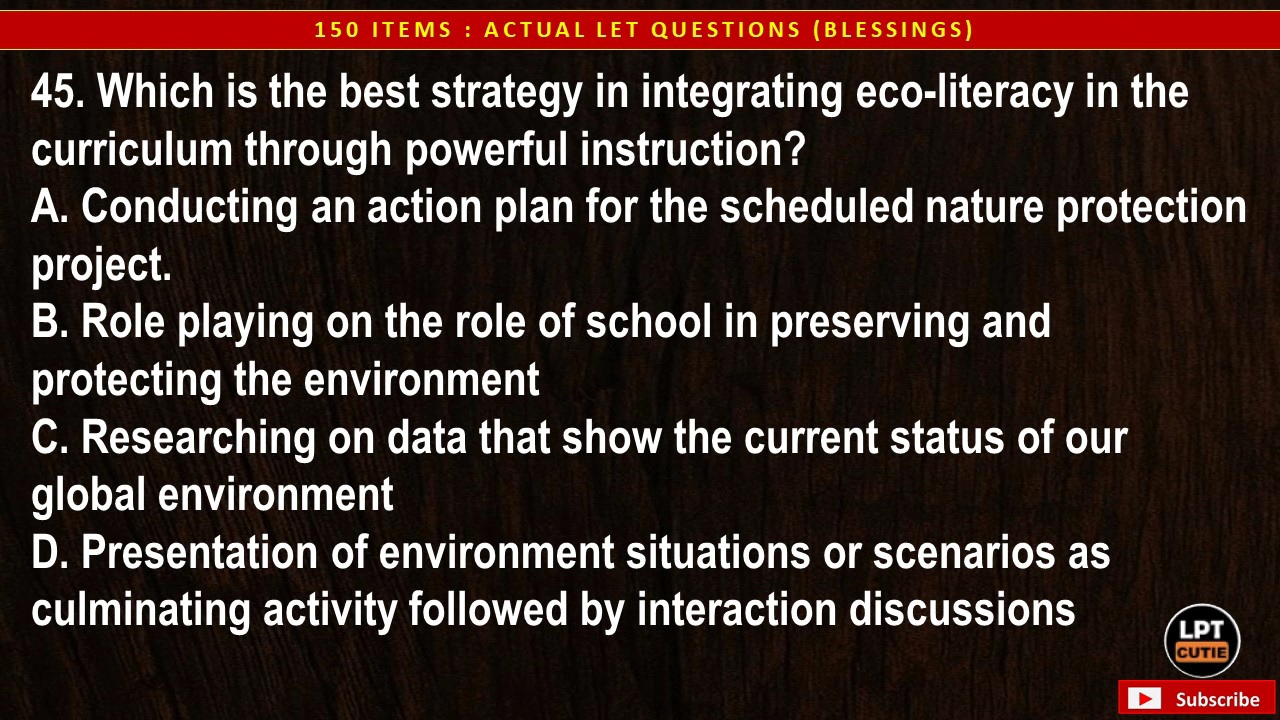 150 ITEMS : ACTUAL LET QUESTIONS (BLESSINGS)
45. Which is the best strategy in integrating eco-literacy in the
curriculum through powerful instruction?
A. Conducting an action plan for the scheduled nature protection
project.
B. Role playing on the role of school in preserving and
protecting the environment
C. Researching on data that show the current status of our
global environment
D. Presentation of environment situations or scenarios as
culminating activity followed by interaction discussions
LPT
CUTIE
Subscribe